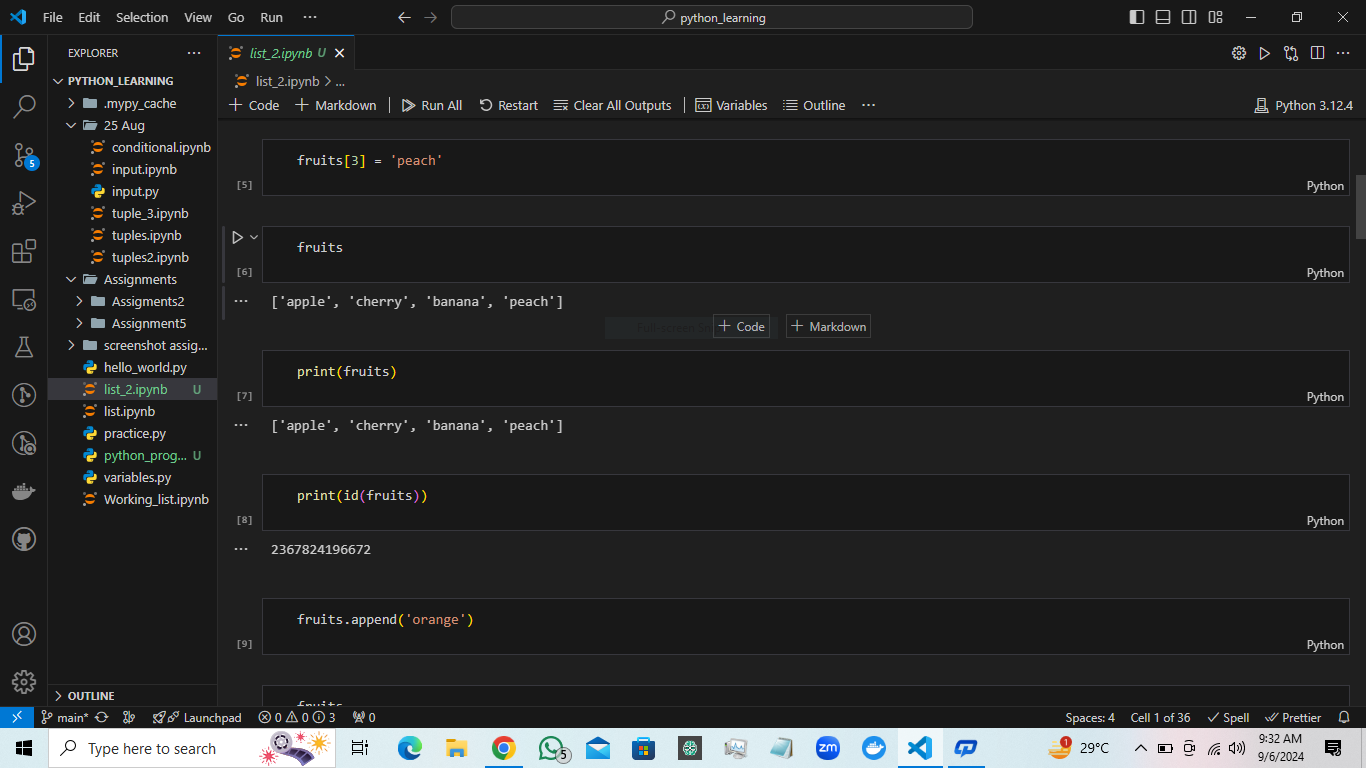 File Edit Selection View Go Run ··· python_learning
EXPLORER ···
PYTHON_LEARNING
.mypy_cache
25 Aug
conditional.ipynb
input.ipynb
input.py
tuple_3.ipynb
tuples.ipynb
tuples2.ipynb
Assignments
Assigments2
Assignment5
screenshot assig...
hello_world.py
list_2.ipynb U
list.ipynb
practice.py
python_prog... U
variables.py
Working_list.ipynb
OUTLINE
5
list_2.ipynb U
list_2.ipynb > ...
+ Code + Markdown Run All Restart Clear All Outputs Variables Outline ··· Python 3.12.4
fruits[3] = 'peach'
[5] Python
fruits
[6] Python
['apple', 'cherry', 'banana', 'peach']
+ Code + Markdown
print(fruits)
[7] Python
['apple', 'cherry', 'banana', 'peach']
print(id(fruits))
[8] Python
2367824196672
fruits.append('orange')
[9] Python
fruits
main* Launchpad 0 0 3 0 Spaces: 4 Cell 1 of 36 Spell Prettier
Type here to search 5 zm 1 29°C 9:32 AM
9/6/2024